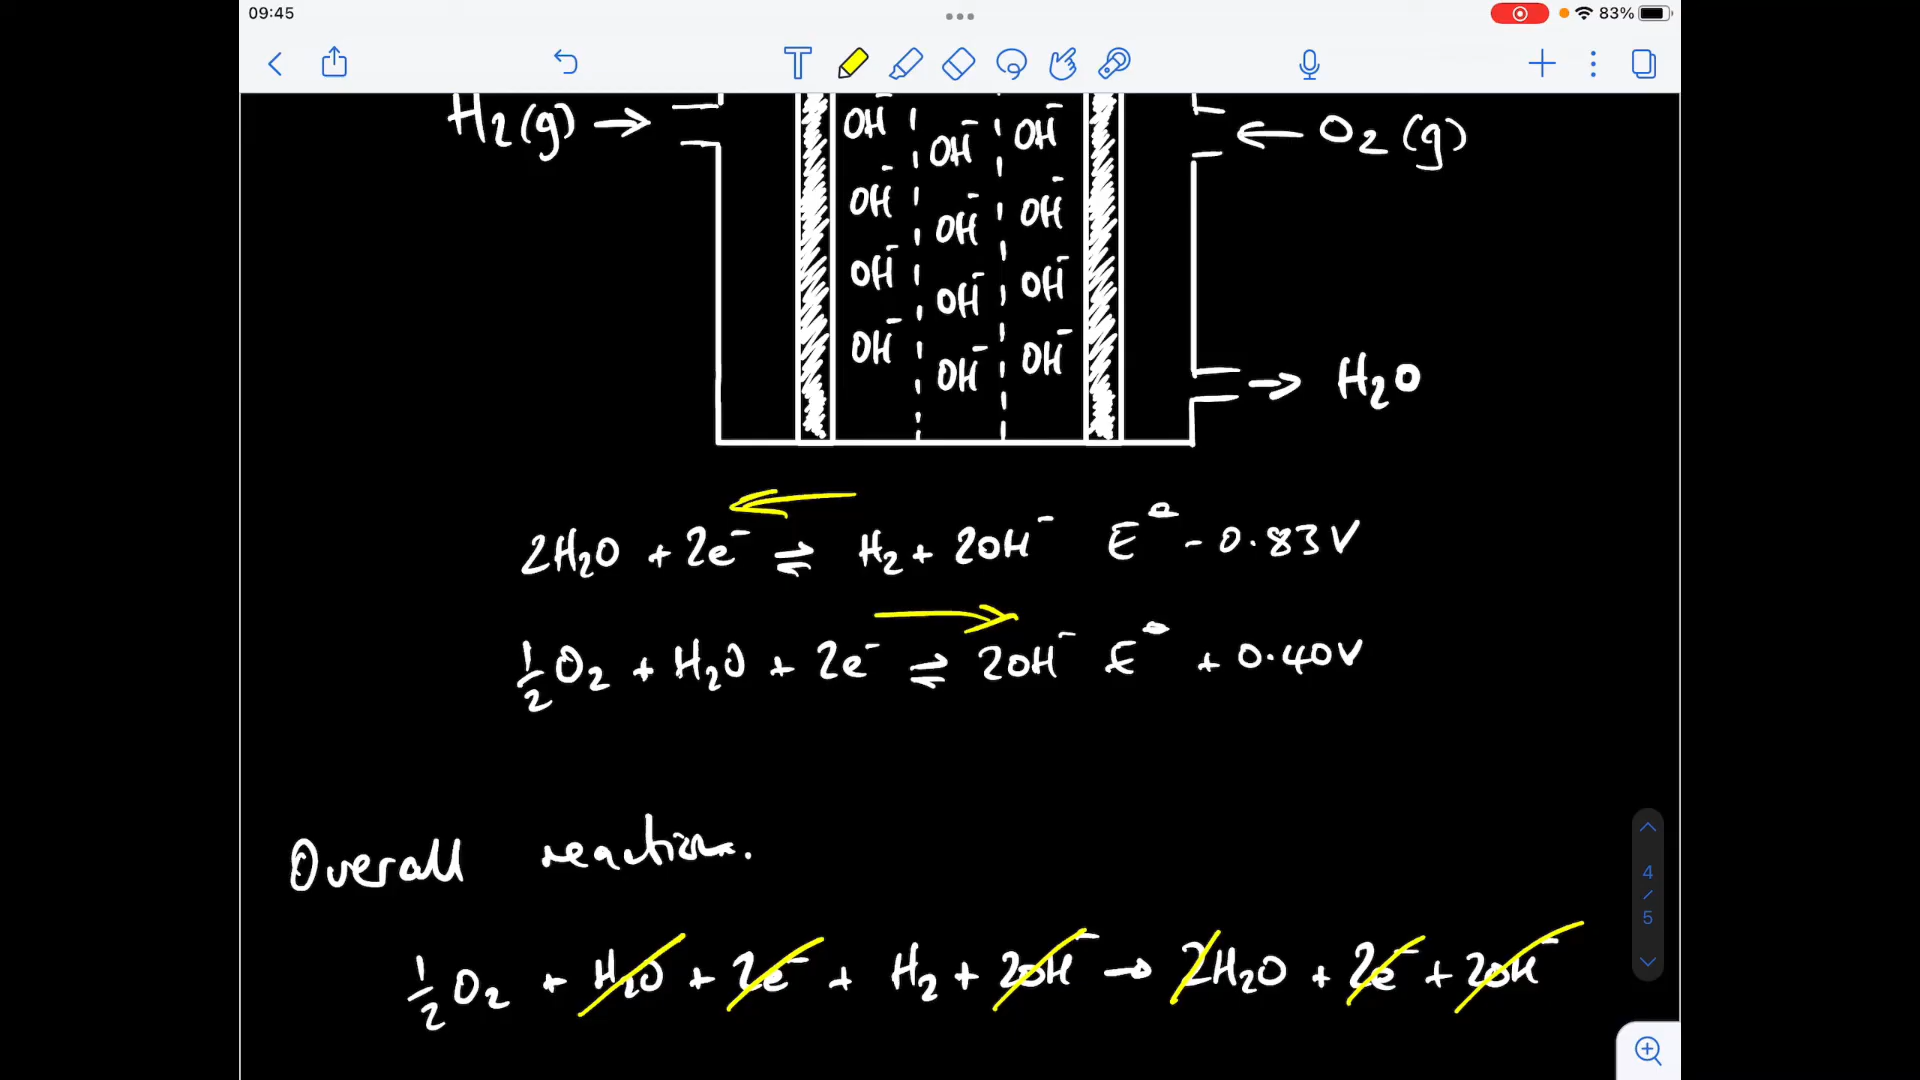 09:45
83%
T
H₂(g) → ← O₂(g)
OH⁻ OH⁻ OH⁻
OH⁻ OH⁻ OH⁻
OH⁻ OH⁻ OH⁻
OH⁻ OH⁻ OH⁻
→ H₂O
2H₂O + 2e⁻ ⇌ H₂ + 2OH⁻ E⦵ -0.83V
½O₂ + H₂O + 2e⁻ ⇌ 2OH⁻ E⦵ +0.40V
Overall reaction.
½O₂ + H₂O + 2e⁻ + H₂ + 2OH⁻ → 2H₂O + 2e⁻ + 2OH⁻
4
/
5